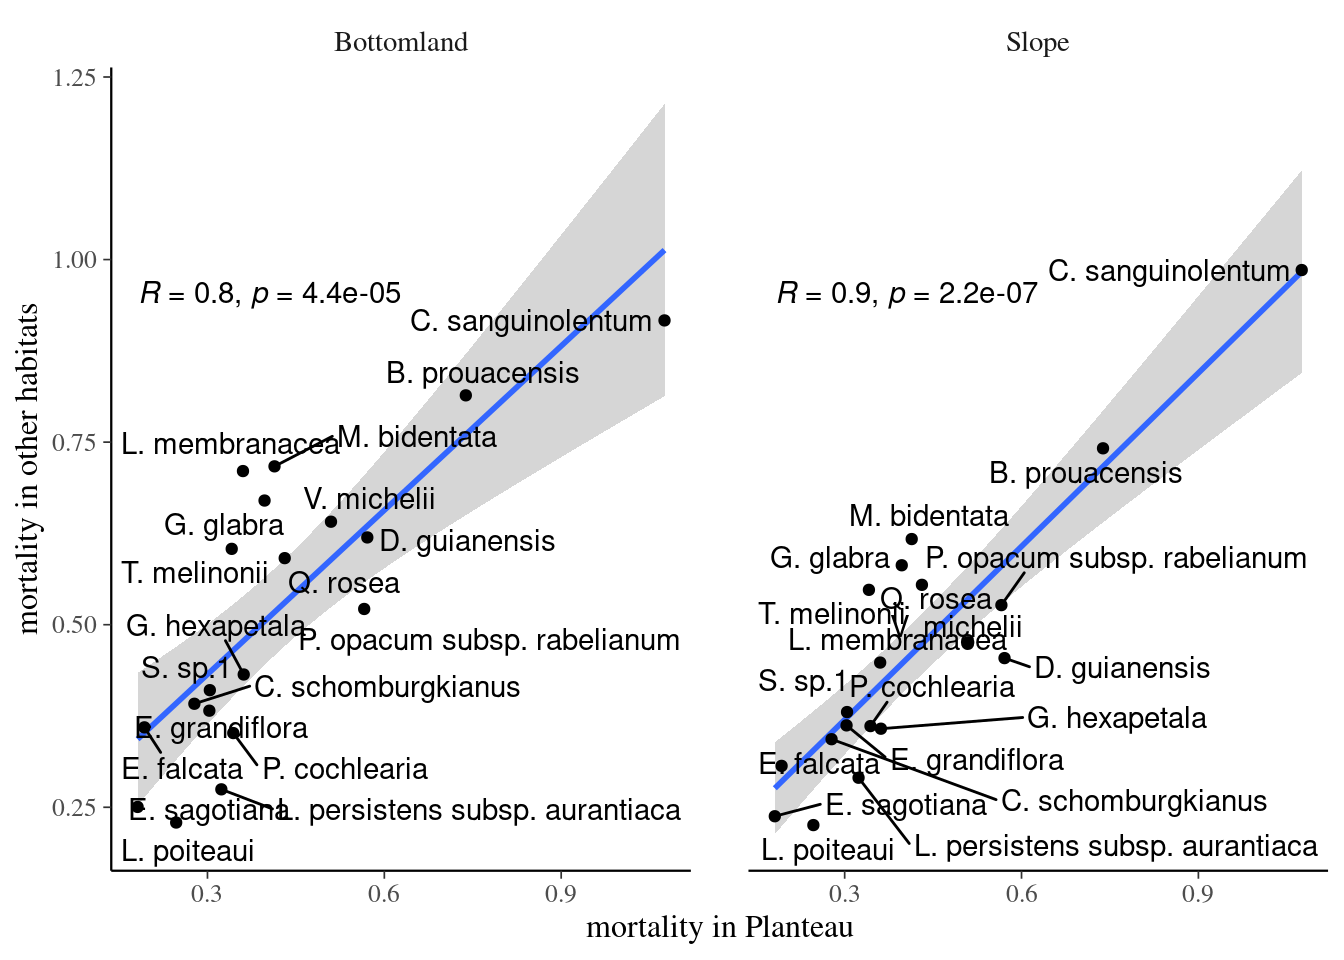 Bottomland
Slope
1.25
1.00
0.75
0.50
0.25
mortality in other habitats
R = 0.8, p = 4.4e-05
C. sanguinolentum
B. prouacensis
L. membranacea
M. bidentata
V. michelii
G. glabra
D. guianensis
T. melinonii
Q. rosea
G. hexapetala
P. opacum subsp. rabelianum
S. sp.1
C. schomburgkianus
E. grandiflora
E. falcata
P. cochlearia
E. sagotiana
L. persistens subsp. aurantiaca
L. poiteaui
0.3
0.6
0.9
R = 0.9, p = 2.2e-07
C. sanguinolentum
B. prouacensis
M. bidentata
G. glabra
P. opacum subsp. rabelianum
Q. rosea
T. melinonii
V. michelii
L. membranacea
D. guianensis
S. sp.1
P. cochlearia
G. hexapetala
E. falcata
E. grandiflora
E. sagotiana
C. schomburgkianus
L. poiteaui
L. persistens subsp. aurantiaca
0.3
0.6
0.9
mortality in Planteau